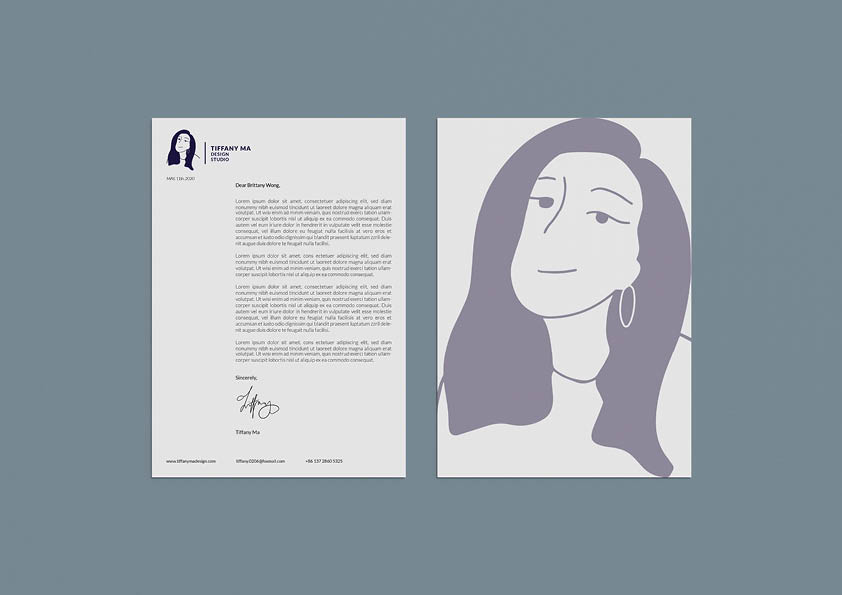 TIFFANY MA
DESIGN
STUDIO
MAY, 11th 2020
Dear Brittany Wong,
Lorem ipsum dolor sit amet, consectetuer adipiscing elit, sed diam
nonummy nibh euismod tincidunt ut laoreet dolore magna aliquam erat
volutpat. Ut wisi enim ad minim veniam, quis nostrud exerci tation ullam-
corper suscipit lobortis nisl ut aliquip ex ea commodo consequat. Duis
autem vel eum iriure dolor in hendrerit in vulputate velit esse molestie
consequat, vel illum dolore eu feugiat nulla facilisis at vero eros et
accumsan et iusto odio dignissim qui blandit praesent luptatum zzril dele-
nit augue duis dolore te feugait nulla facilisi.
Lorem ipsum dolor sit amet, cons ectetuer adipiscing elit, sed diam
nonummy nibh euismod tincidunt ut laoreet dolore magna aliquam erat
volutpat. Ut wisi enim ad minim veniam, quis nostrud exerci tation ullam-
corper suscipit lobortis nisl ut aliquip ex ea commodo consequat.
Lorem ipsum dolor sit amet, consectetuer adipiscing elit, sed diam
nonummy nibh euismod tincidunt ut laoreet dolore magna aliquam erat
volutpat. Ut wisi enim ad minim veniam, quis nostrud exerci tation ullam-
corper suscipit lobortis nisl ut aliquip ex ea commodo consequat. Duis
autem vel eum iriure dolor in hendrerit in vulputate velit esse molestie
consequat, vel illum dolore eu feugiat nulla facilisis at vero eros et
accumsan et iusto odio dignissim qui blandit praesent luptatum zzril dele-
nit augue duis dolore te feugait nulla facilisi.
Lorem ipsum dolor sit amet, cons ectetuer adipiscing elit, sed diam
nonummy nibh euismod tincidunt ut laoreet dolore magna aliquam erat
volutpat. Ut wisi enim ad minim veniam, quis nostrud exerci tation ullam-
corper suscipit lobortis nisl ut aliquip ex ea commodo consequat.
Sincerely,
Tiffany
Tiffany Ma
www.tiffanymadesign.com tiffany0206@foxmail.com +86 137 2860 5325